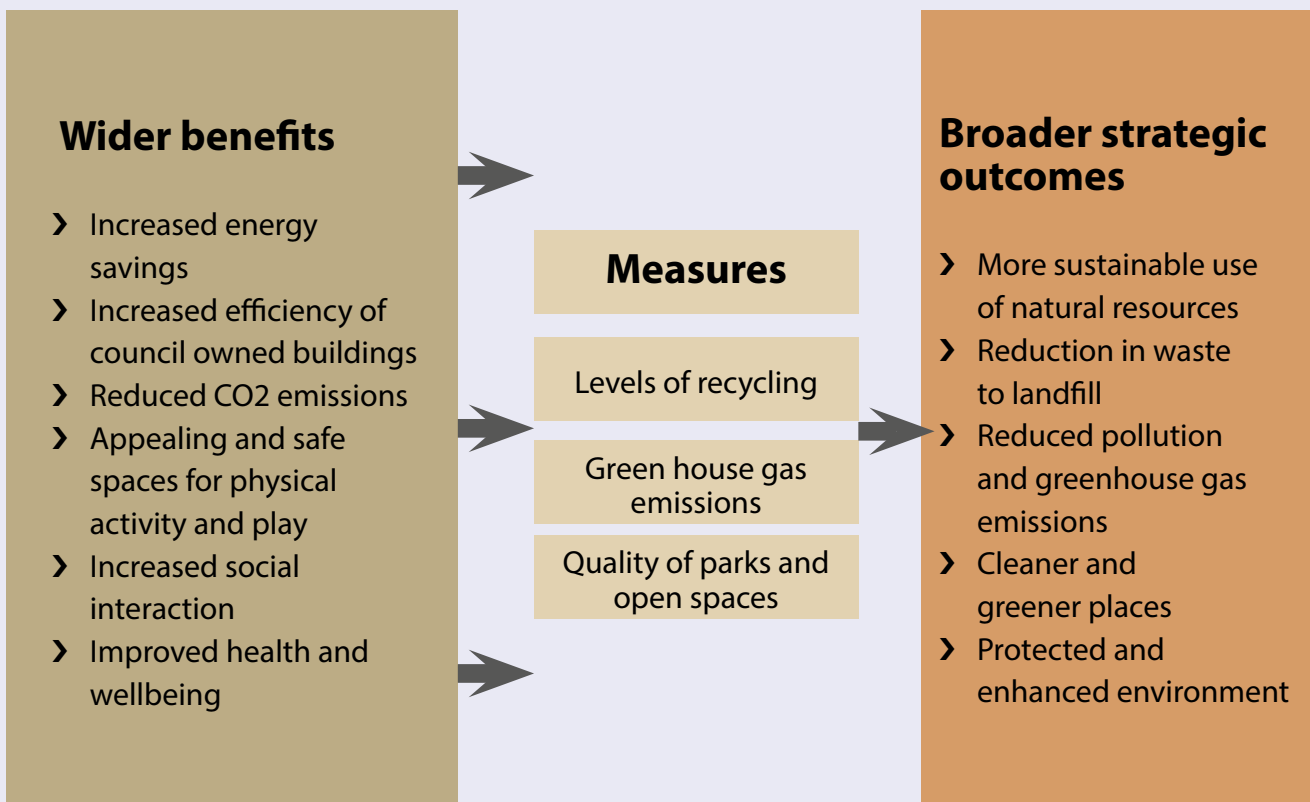 Wider benefits
› Increased energy
savings
› Increased efficiency of
council owned buildings
› Reduced CO2 emissions
› Appealing and safe
spaces for physical
activity and play
› Increased social
interaction
› Improved health and
wellbeing
Measures
Levels of recycling
Green house gas
emissions
Quality of parks and
open spaces
Broader strategic
outcomes
› More sustainable use
of natural resources
› Reduction in waste
to landfill
› Reduced pollution
and greenhouse gas
emissions
› Cleaner and
greener places
› Protected and
enhanced environment